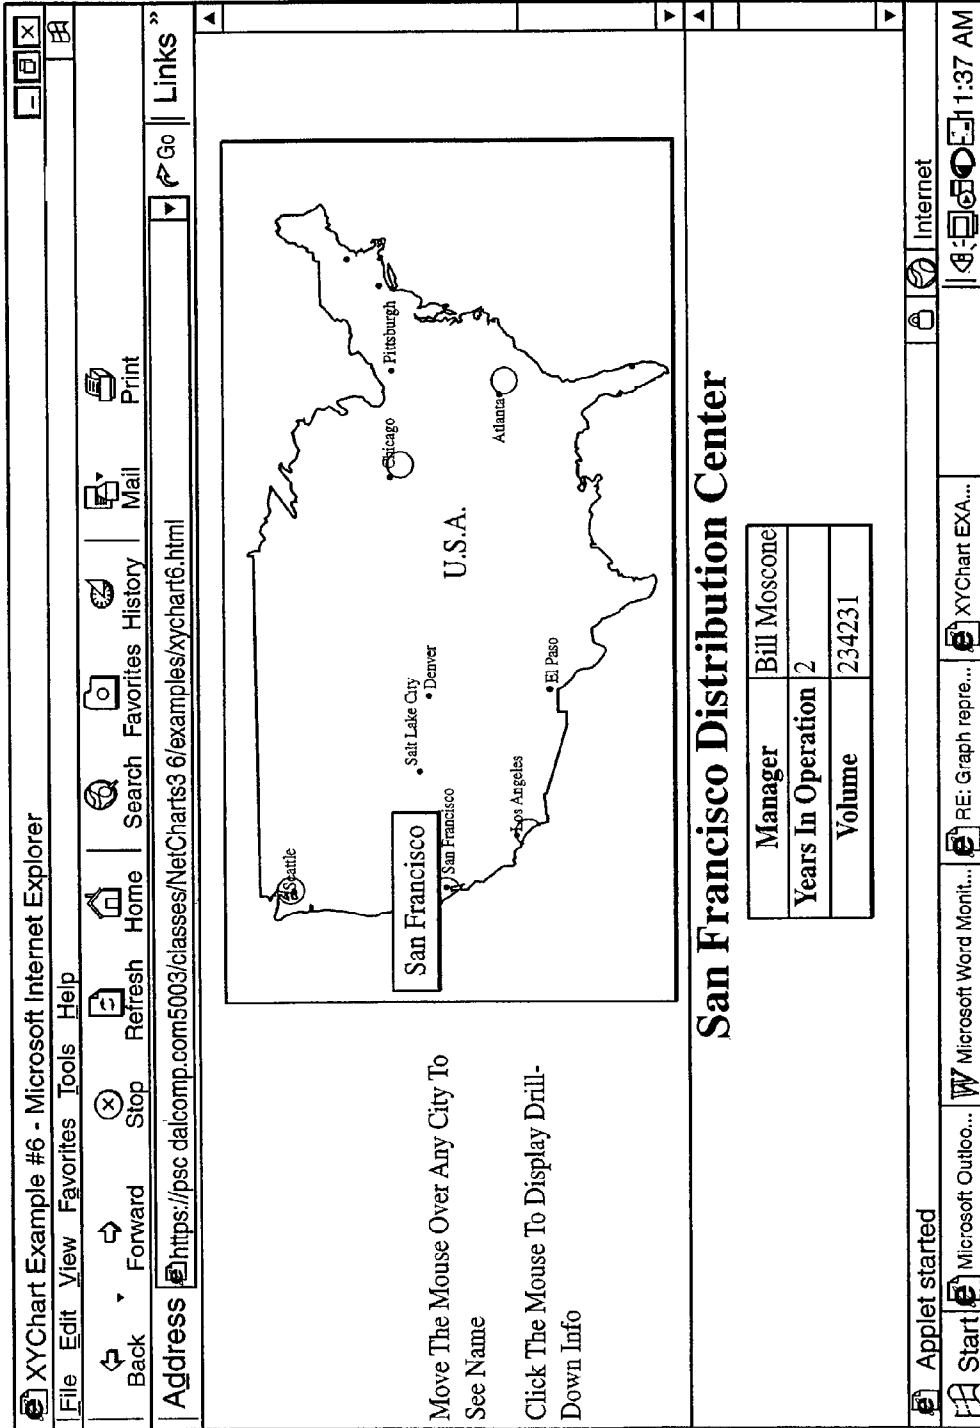 XYChart Example #6 - Microsoft Internet Explorer
File Edit View Favorites Tools Help
Back Forward Stop Refresh Home Search Favorites History Mail Print
Address https://psc dalcomp.com5003/classes/NetCharts3 6/examples/xychart6.html Go Links »
Move The Mouse Over Any City To
See Name
Click The Mouse To Display Drill-
Down Info
Seattle
San Francisco
San Francisco
Salt Lake City
Denver
Los Angeles
El Paso
U.S.A.
Chicago
Pittsburgh
Atlanta
San Francisco Distribution Center
Manager Bill Moscone
Years In Operation 2
Volume 234231
Applet started Internet
Start Microsoft Outloo... Microsoft Word Monit... RE: Graph repre... XYChart EXA... 11:37 AM